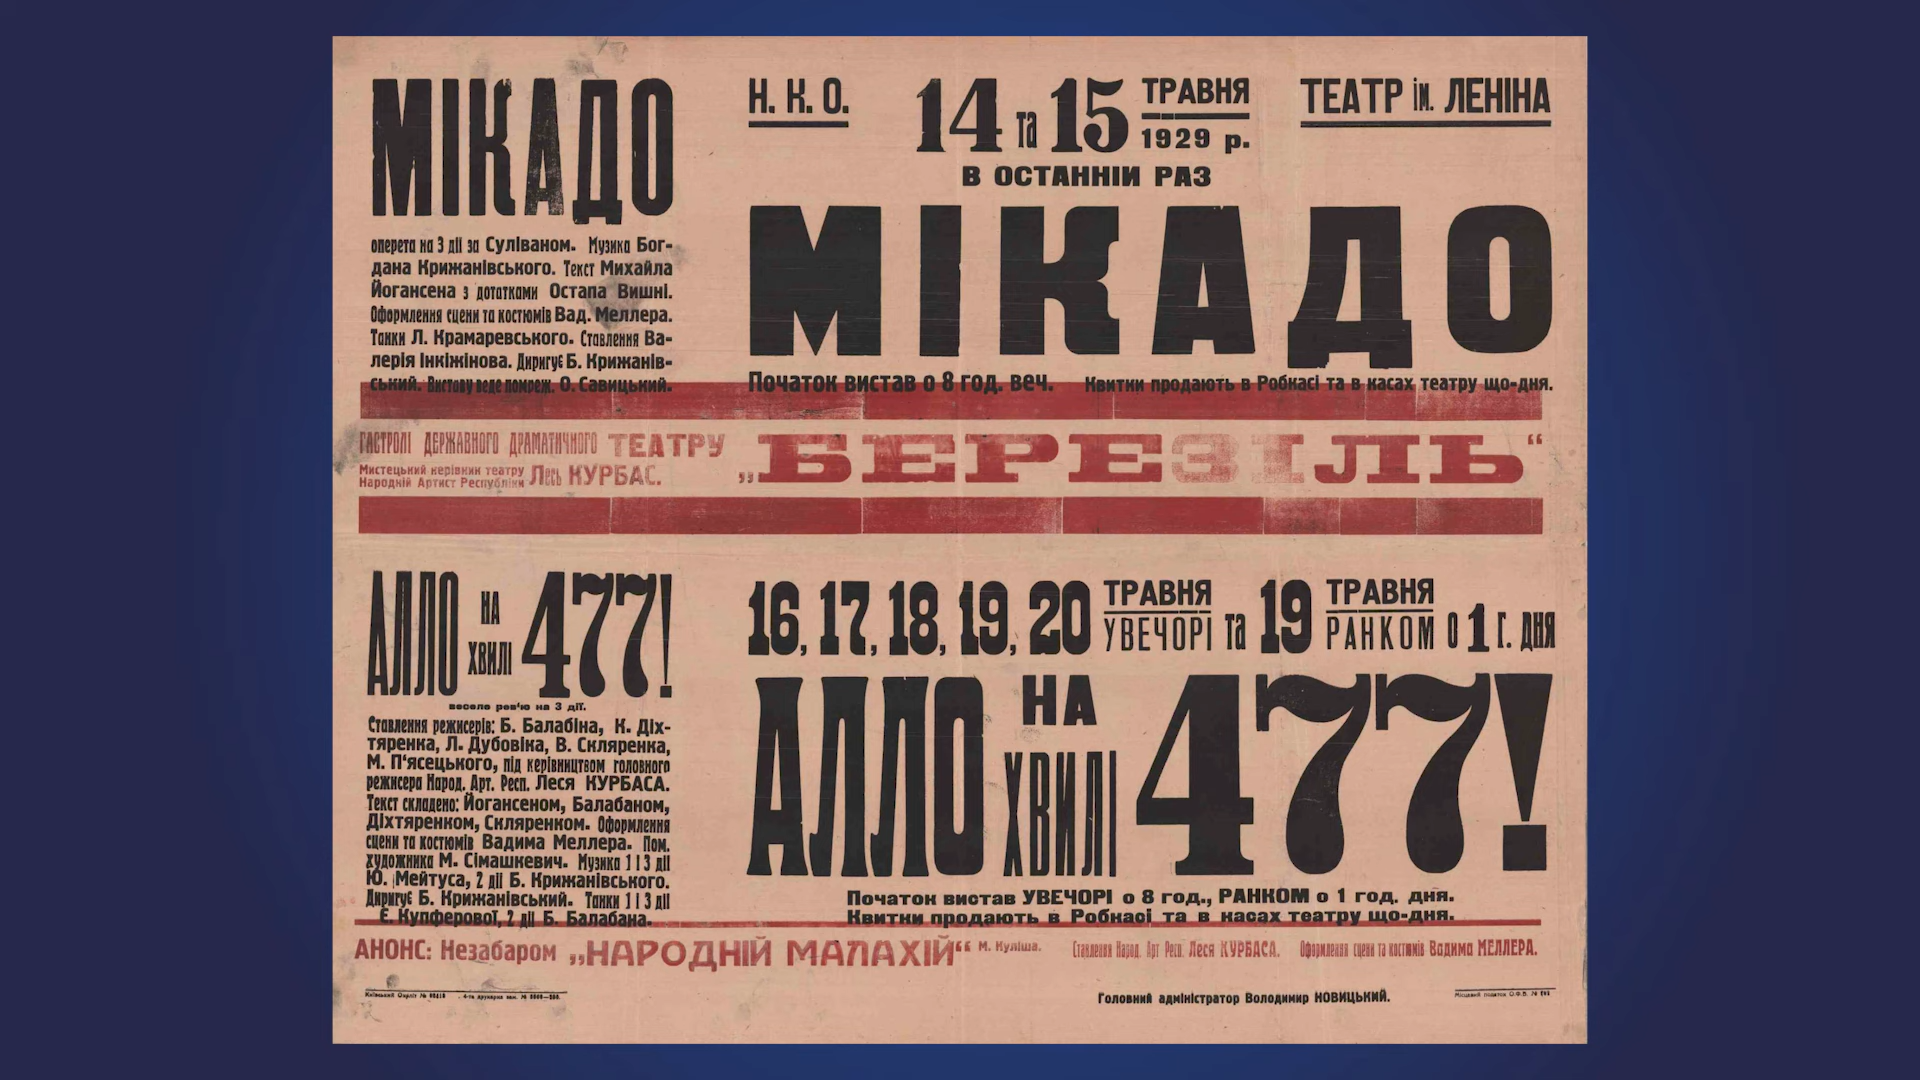 МІКАДО
оперета на 3 дії за Суліваном. Музика Бог-
дана Крижанівського. Текст Михайла
Йогансена з дотатками Остапа Вишні.
Оформлення сцени та костюмів Вад. Меллера.
Танки Л. Крамаревського. Ставлення Ва-
лерія Інкіжінова. Диригує Б. Крижанів-
ський. Виставу веде помреж. О. Савицький.
Н. К. О.
14 та 15 ТРАВНЯ 1929 р.
ТЕАТР ім. ЛЕНІНА
В ОСТАННІЙ РАЗ
МІКАДО
Початок вистав о 8 год. веч. Квитки продають в Робкасі та в касах театру що-дня.
ГАСТРОЛІ ДЕРЖАВНОГО ДРАМАТИЧНОГО ТЕАТРУ „БЕРЕЗІЛЬ“
Мистецький керівник театру
Народній Артист Республіки Лесь КУРБАС.
АЛЛО НА ХВИЛІ 477!
веселе рев'ю на 3 дії.
Ставлення режисерів: Б. Балабіна, К. Діх-
тяренка, Л. Дубовіка, В. Скляренка,
М. П'ясецького, під керівництвом головного
режисера Народ. Арт. Респ. Леся КУРБАСА.
Текст складено: Йогансеном, Балабаном,
Діхтяренком, Скляренком. Оформлення
сцени та костюмів Вадима Меллера. Пом.
художника М. Сімашкевич. Музика 1 і 3 дії
Ю. Мейтуса, 2 дії Б. Крижанівського.
Диригує Б. Крижанівський. Танки 1 і 3 дії
Є. Купферової, 2 дії Б. Балабана.
16, 17, 18, 19, 20 ТРАВНЯ УВЕЧОРІ та 19 ТРАВНЯ РАНКОМ о 1 г. дня
АЛЛО НА ХВИЛІ 477!
Початок вистав УВЕЧОРІ о 8 год., РАНКОМ о 1 год. дня.
Квитки продають в Робкасі та в касах театру що-дня.
АНОНС: Незабаром „НАРОДНІЙ МАЛАХІЙ“ М. Куліша. Ставлення Народ. Арт Респ. Леся КУРБАСА. Оформлення сцени та костюмів Вадима МЕЛЛЕРА.
Головний адміністратор Володимир НОВИЦЬКИЙ.